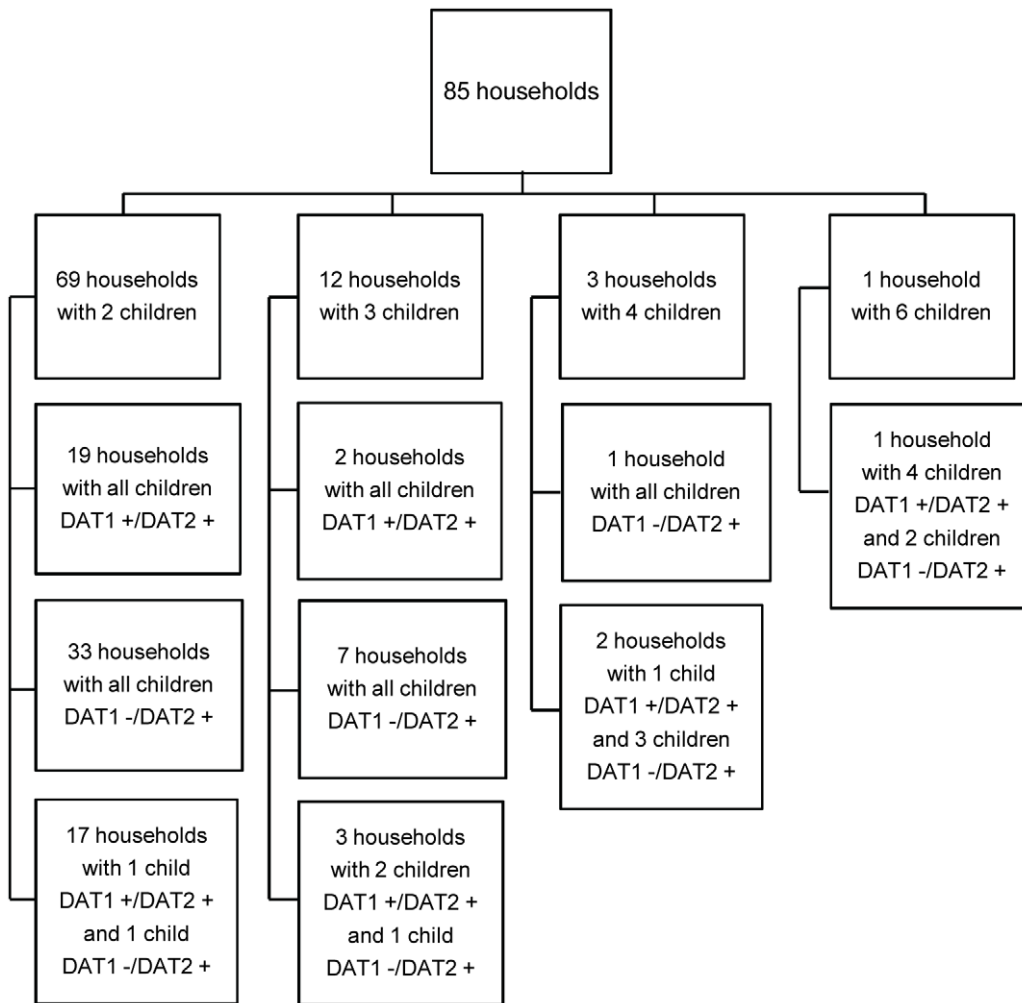 85 households
69 households
with 2 children
12 households
with 3 children
3 households
with 4 children
1 household
with 6 children
19 households
with all children
DAT1 +/DAT2 +
2 households
with all children
DAT1 +/DAT2 +
1 household
with all children
DAT1 -/DAT2 +
1 household
with 4 children
DAT1 +/DAT2 +
and 2 children
DAT1 -/DAT2 +
33 households
with all children
DAT1 -/DAT2 +
7 households
with all children
DAT1 -/DAT2 +
2 households
with 1 child
DAT1 +/DAT2 +
and 3 children
DAT1 -/DAT2 +
17 households
with 1 child
DAT1 +/DAT2 +
and 1 child
DAT1 -/DAT2 +
3 households
with 2 children
DAT1 +/DAT2 +
and 1 child
DAT1 -/DAT2 +